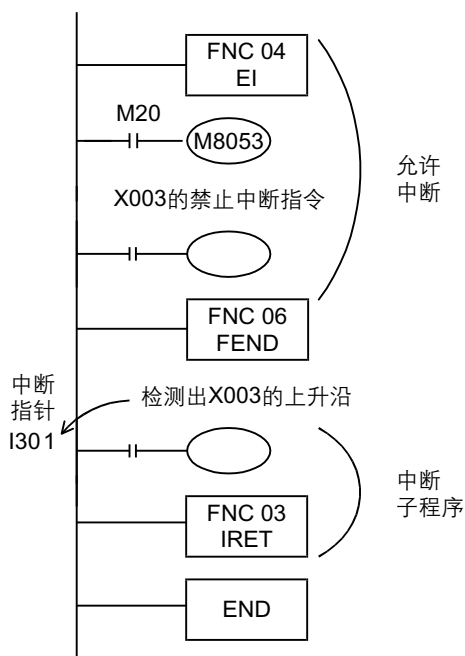 FNC 04
EI
M20
M8053
允许
中断
X003的禁止中断指令
FNC 06
FEND
中断
指针
I301
检测出X003的上升沿
中断
子程序
FNC 03
IRET
END